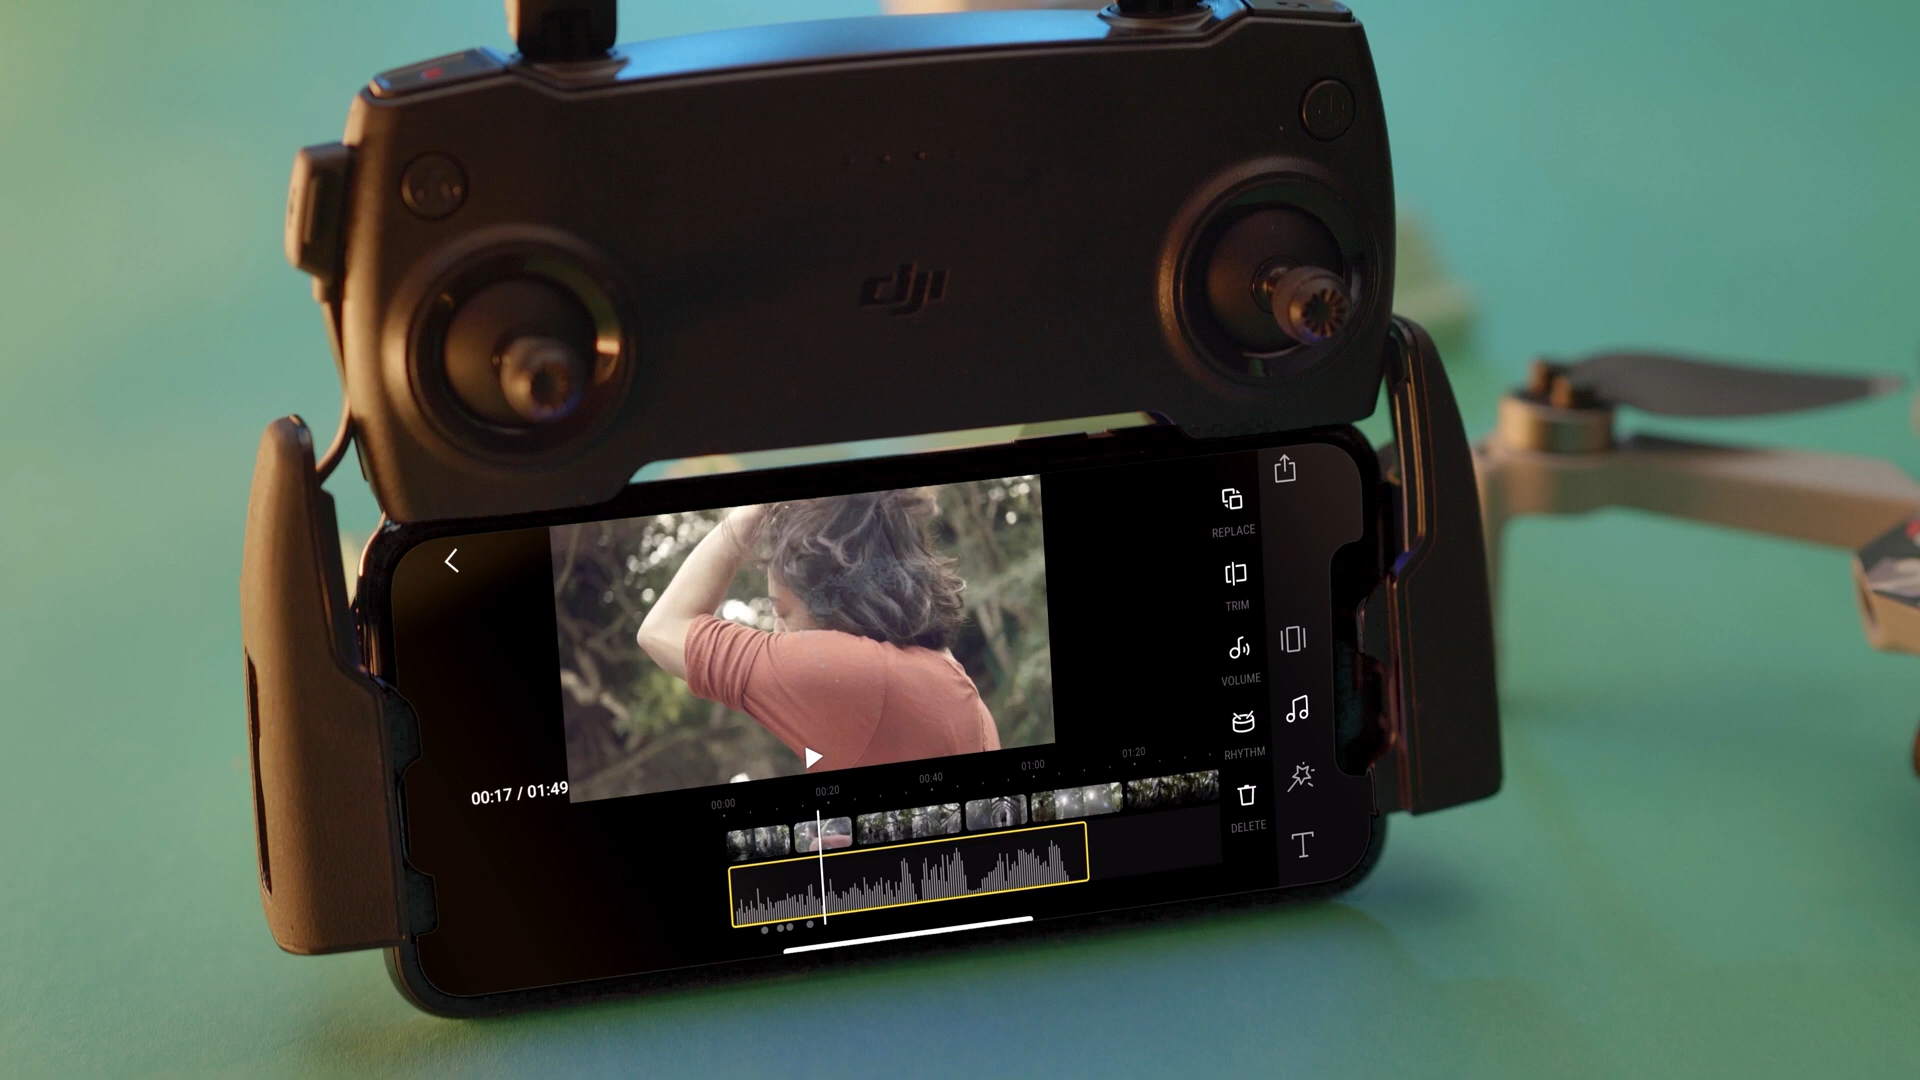 dji
REPLACE
TRIM
VOLUME
RHYTHM
DELETE
00:17 / 01:49
00:00
00:20
00:40
01:00
01:20
T